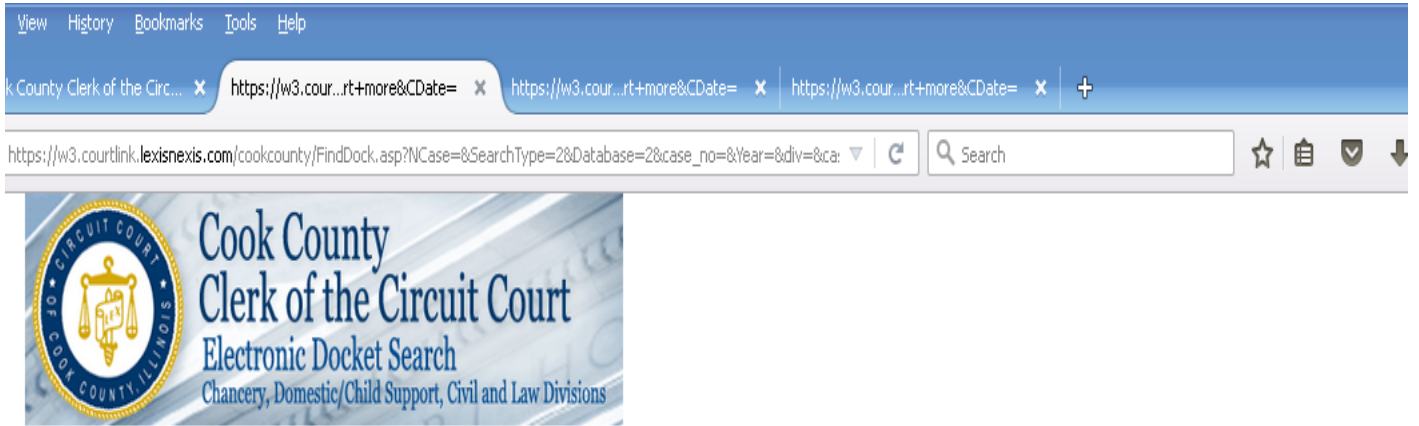 View History Bookmarks Tools Help
k County Clerk of the Circ... https://w3.cour...rt+more&CDate= https://w3.cour...rt+more&CDate= https://w3.cour...rt+more&CDate=
https://w3.courtlink.lexisnexis.com/cookcounty/FindDock.asp?NCase=&SearchType=2&Database=2&case_no=&Year=&div=&ca: Search
CIRCUIT COURT
OF COOK COUNTY, ILLINOIS
LEX
Cook County
Clerk of the Circuit Court
Electronic Docket Search
Chancery, Domestic/Child Support, Civil and Law Divisions